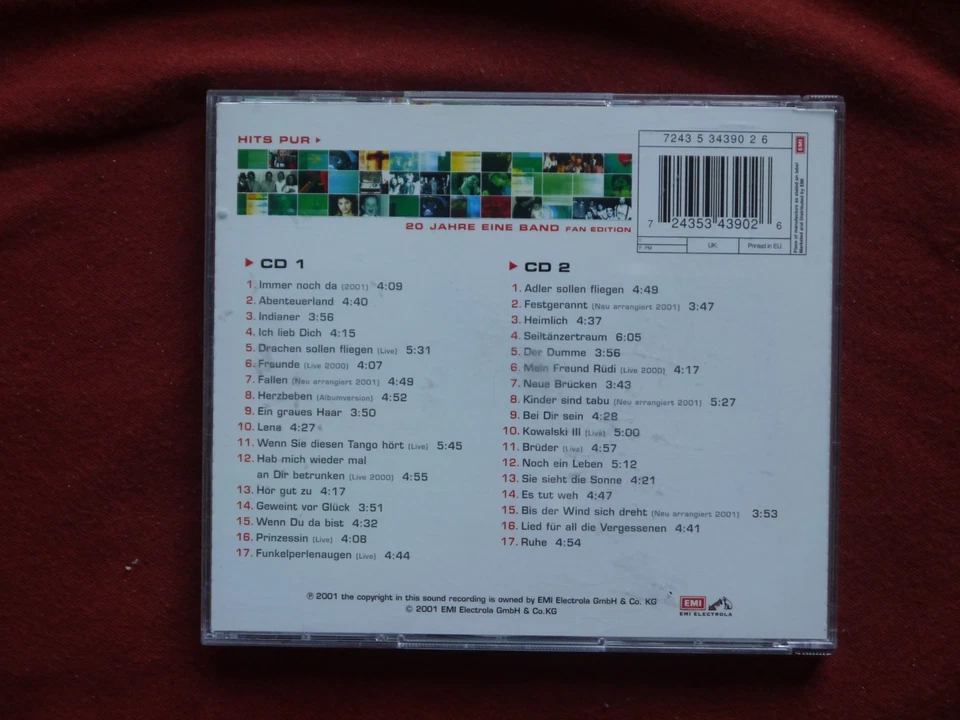 HITS PUR
20 JAHRE EINE BAND FAN EDITION
7243 5 34390 2 6
7 24353 43902 6
P: PM
UK:
Printed in EU
EMI
CD 1
1. Immer noch da (2001) 4:09
2. Abenteuerland 4:40
3. Indianer 3:56
4. Ich lieb Dich 4:15
5. Drachen sollen fliegen (Live) 5:31
6. Freunde (Live 2000) 4:07
7. Fallen (Neu arrangiert 2001) 4:49
8. Herzbeben (Albumversion) 4:52
9. Ein graues Haar 3:50
10. Lena 4:27
11. Wenn Sie diesen Tango hört (Live) 5:45
12. Hab mich wieder mal
an Dir betrunken (Live 2000) 4:55
13. Hör gut zu 4:17
14. Geweint vor Glück 3:51
15. Wenn Du da bist 4:32
16. Prinzessin (Live) 4:08
17. Funkelperlenaugen (Live) 4:44
CD 2
1. Adler sollen fliegen 4:49
2. Festgerannt (Neu arrangiert 2001) 3:47
3. Heimlich 4:37
4. Seiltänzertraum 6:05
5. Der Dumme 3:56
6. Mein Freund Rüdi (Live 2000) 4:17
7. Neue Brücken 3:43
8. Kinder sind tabu (Neu arrangiert 2001) 5:27
9. Bei Dir sein 4:28
10. Kowalski III (Live) 5:00
11. Brüder (Live) 4:57
12. Noch ein Leben 5:12
13. Sie sieht die Sonne 4:21
14. Es tut weh 4:47
15. Bis der Wind sich dreht (Neu arrangiert 2001) 3:53
16. Lied für all die Vergessenen 4:41
17. Ruhe 4:54
℗ 2001 the copyright in this sound recording is owned by EMI Electrola GmbH & Co. KG
© 2001 EMI Electrola GmbH & Co.KG
EMI
EMI ELECTROLA